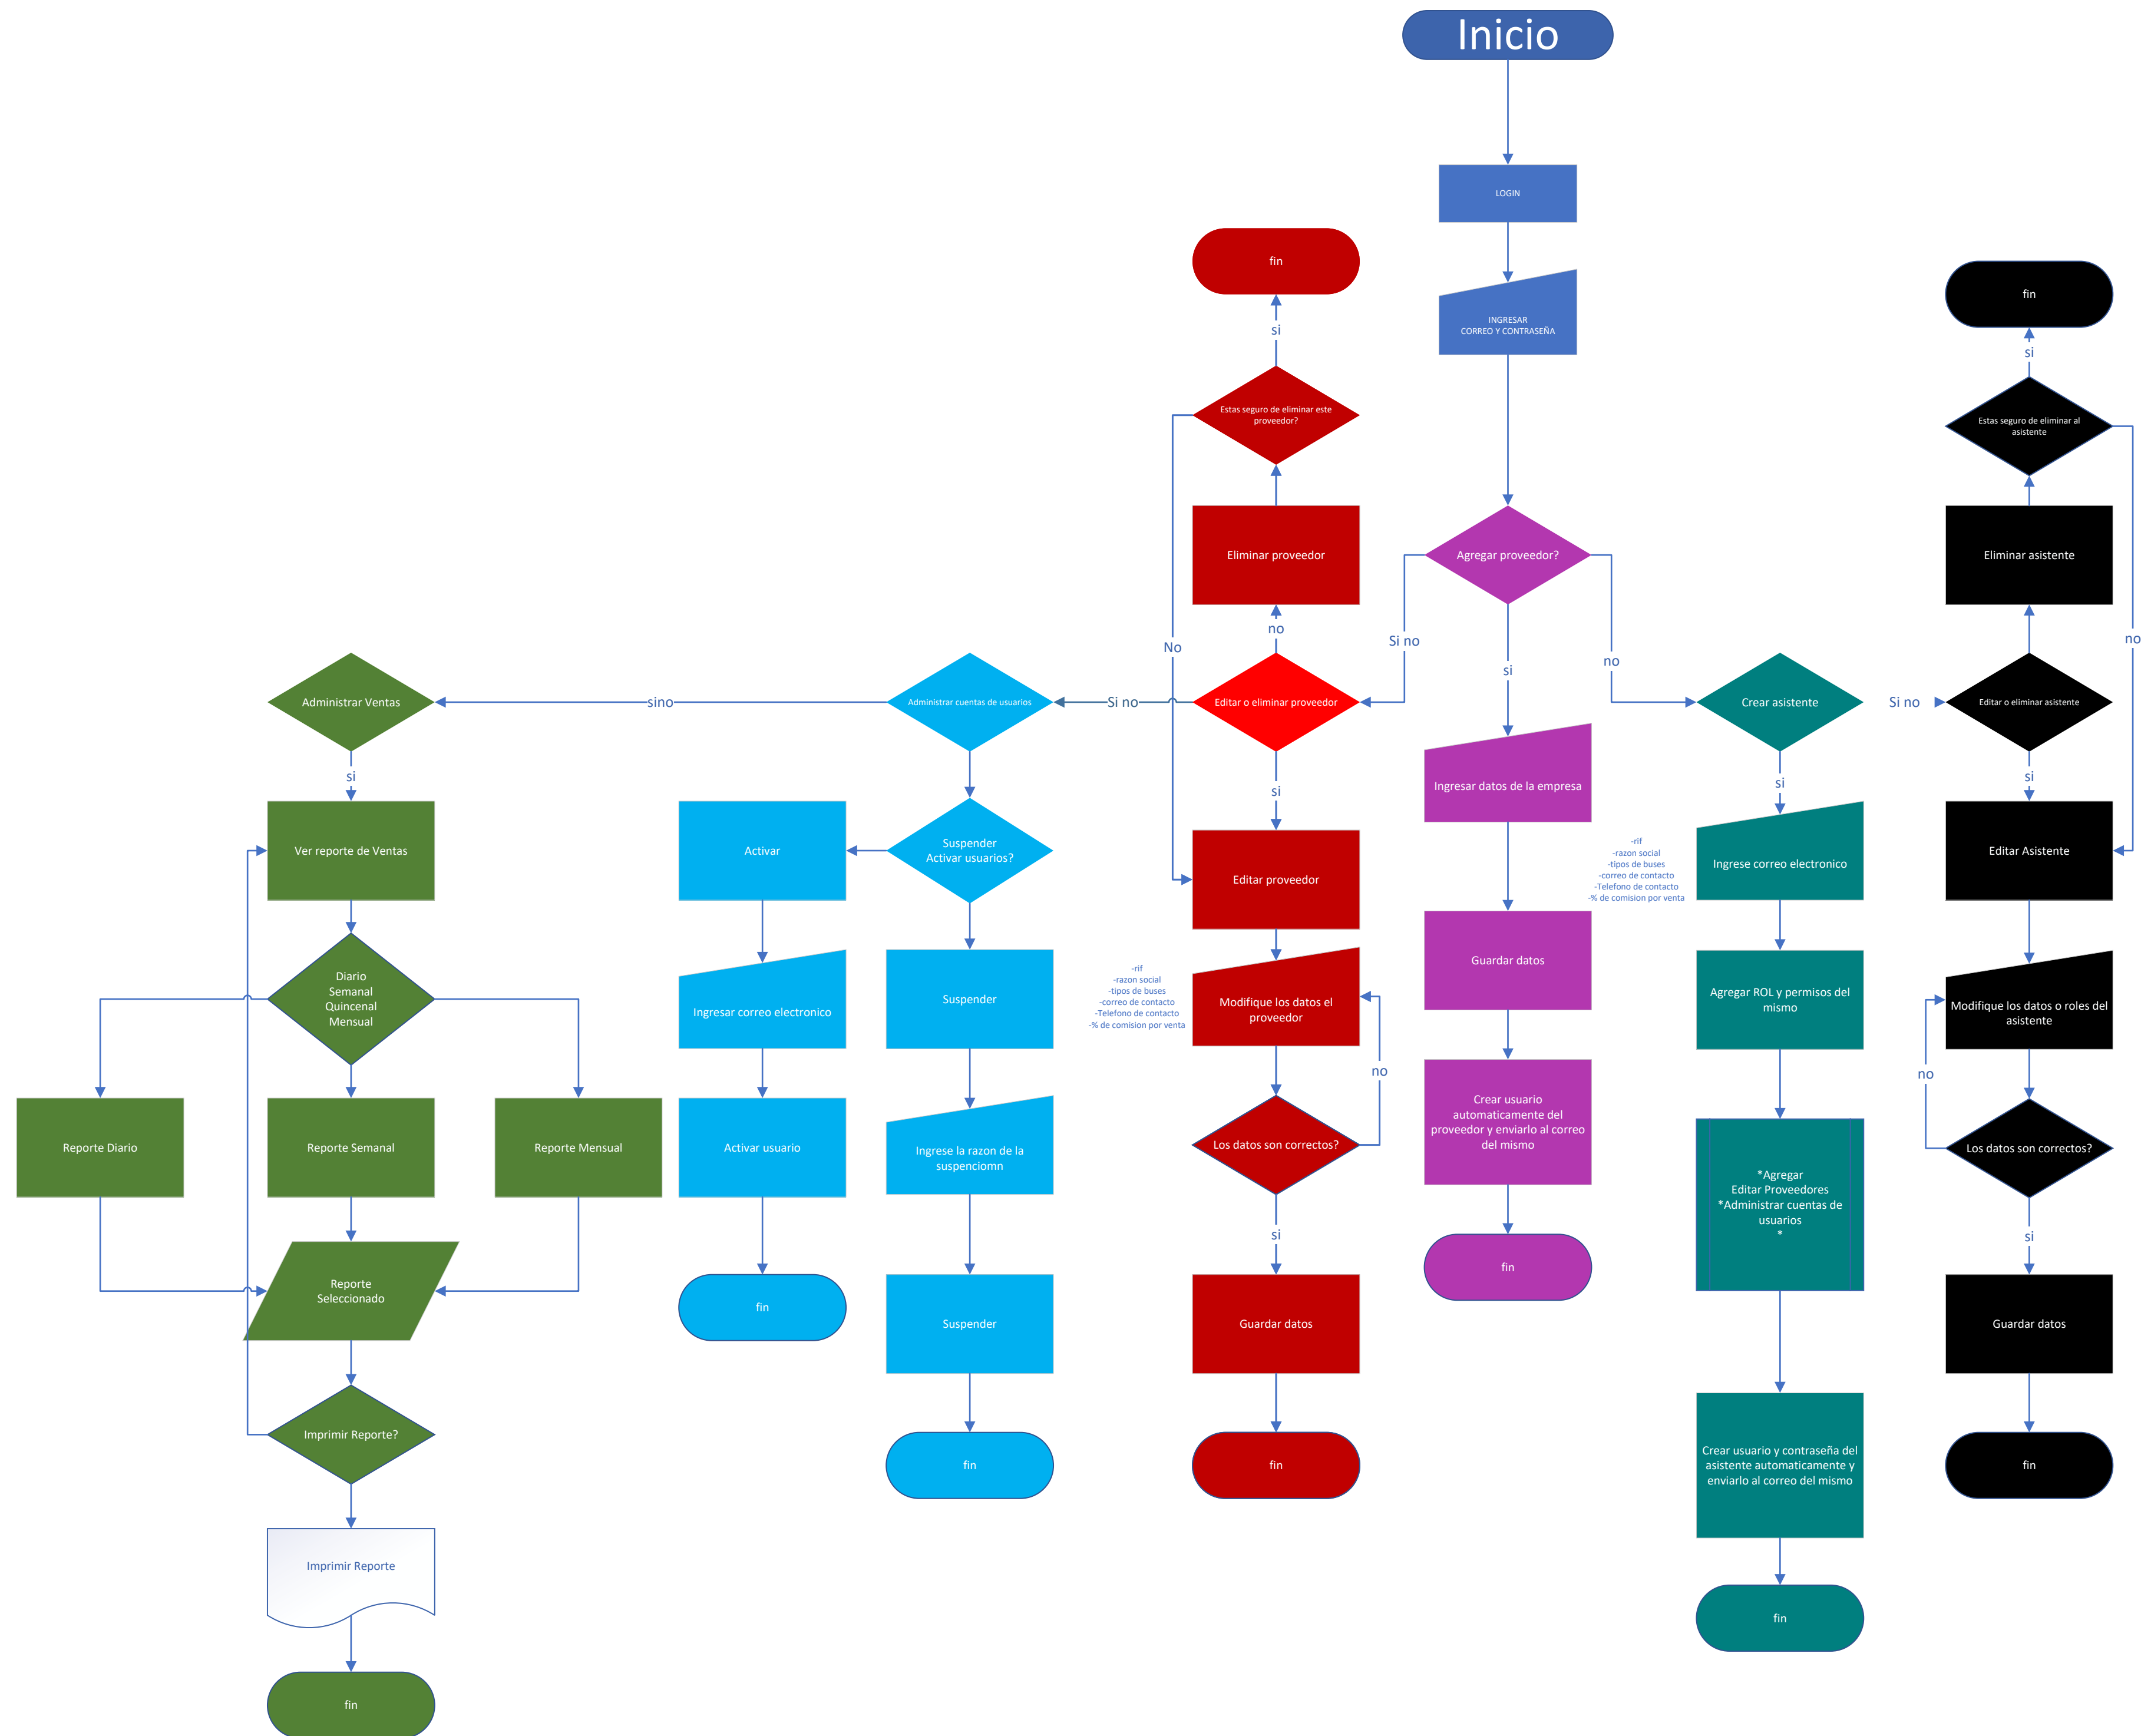 Inicio
LOGIN
INGRESAR
CORREO Y CONTRASEÑA
fin
si
Estas seguro de eliminar este
proveedor?
Eliminar proveedor
no
No
fin
si
Estas seguro de eliminar al
asistente
Eliminar asistente
no
Agregar proveedor?
Si no
si
no
Administrar Ventas
sino
Administrar cuentas de usuarios
Si no
Editar o eliminar proveedor
Crear asistente
Si no
Editar o eliminar asistente
si
Ver reporte de Ventas
Diario
Semanal
Quincenal
Mensual
Reporte Diario
Reporte Semanal
Reporte Mensual
Reporte
Seleccionado
Imprimir Reporte?
Imprimir Reporte
fin
Suspender
Activar usuarios?
Activar
Ingresar correo electronico
Activar usuario
fin
Suspender
Ingrese la razon de la
suspenciomn
Suspender
fin
si
Editar proveedor
-rif
-razon social
-tipos de buses
-correo de contacto
-Telefono de contacto
-% de comision por venta
Modifique los datos el
proveedor
no
Los datos son correctos?
si
Guardar datos
fin
Ingresar datos de la empresa
-rif
-razon social
-tipos de buses
-correo de contacto
-Telefono de contacto
-% de comision por venta
Guardar datos
Crear usuario
automaticamente del
proveedor y enviarlo al correo
del mismo
fin
si
Ingrese correo electronico
Agregar ROL y permisos del
mismo
*Agregar
Editar Proveedores
*Administrar cuentas de
usuarios
*
Crear usuario y contraseña del
asistente automaticamente y
enviarlo al correo del mismo
fin
si
Editar Asistente
Modifique los datos o roles del
asistente
no
Los datos son correctos?
si
Guardar datos
fin